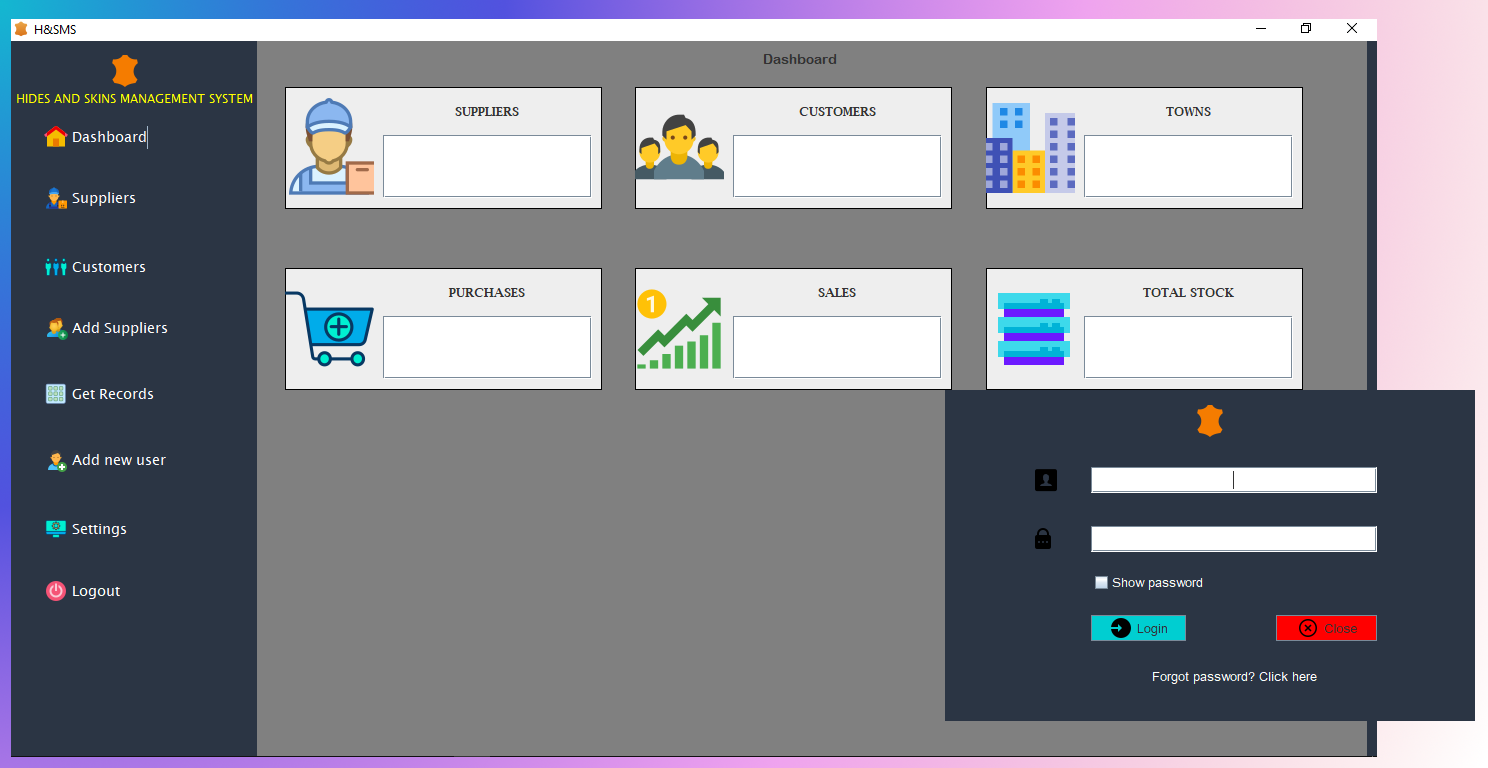 H&SMS
HIDES AND SKINS MANAGEMENT SYSTEM
Dashboard
Suppliers
Customers
Add Suppliers
Get Records
Add new user
Settings
Logout
Dashboard
SUPPLIERS
CUSTOMERS
TOWNS
PURCHASES
1
SALES
TOTAL STOCK
Show password
Login
Close
Forgot password? Click here